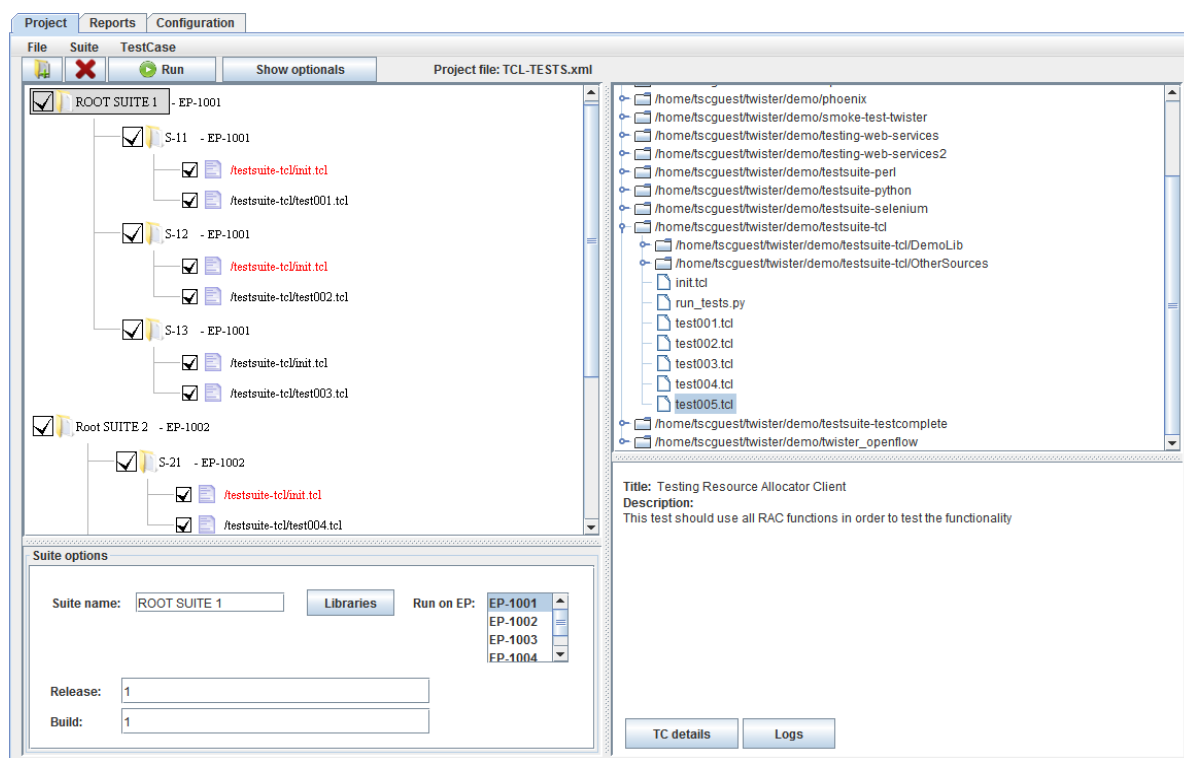 Project Reports Configuration
File Suite TestCase
Run Show optionals Project file: TCL-TESTS.xml
ROOT SUITE 1 - EP-1001
S-11 - EP-1001
/testsuite-tcl/init.tcl
/testsuite-tcl/test001.tcl
S-12 - EP-1001
/testsuite-tcl/init.tcl
/testsuite-tcl/test002.tcl
S-13 - EP-1001
/testsuite-tcl/init.tcl
/testsuite-tcl/test003.tcl
Root SUITE 2 - EP-1002
S-21 - EP-1002
/testsuite-tcl/init.tcl
/testsuite-tcl/test004.tcl
Suite options
Suite name: ROOT SUITE 1 Libraries Run on EP: EP-1001
EP-1002
EP-1003
EP-1004
Release: 1
Build: 1
/home/tscguest/twister/demo/phoenix
/home/tscguest/twister/demo/smoke-test-twister
/home/tscguest/twister/demo/testing-web-services
/home/tscguest/twister/demo/testing-web-services2
/home/tscguest/twister/demo/testsuite-perl
/home/tscguest/twister/demo/testsuite-python
/home/tscguest/twister/demo/testsuite-selenium
/home/tscguest/twister/demo/testsuite-tcl
/home/tscguest/twister/demo/testsuite-tcl/DemoLib
/home/tscguest/twister/demo/testsuite-tcl/OtherSources
init.tcl
run_tests.py
test001.tcl
test002.tcl
test003.tcl
test004.tcl
test005.tcl
/home/tscguest/twister/demo/testsuite-testcomplete
/home/tscguest/twister/demo/twister_openflow
Title: Testing Resource Allocator Client
Description:
This test should use all RAC functions in order to test the functionality
TC details Logs